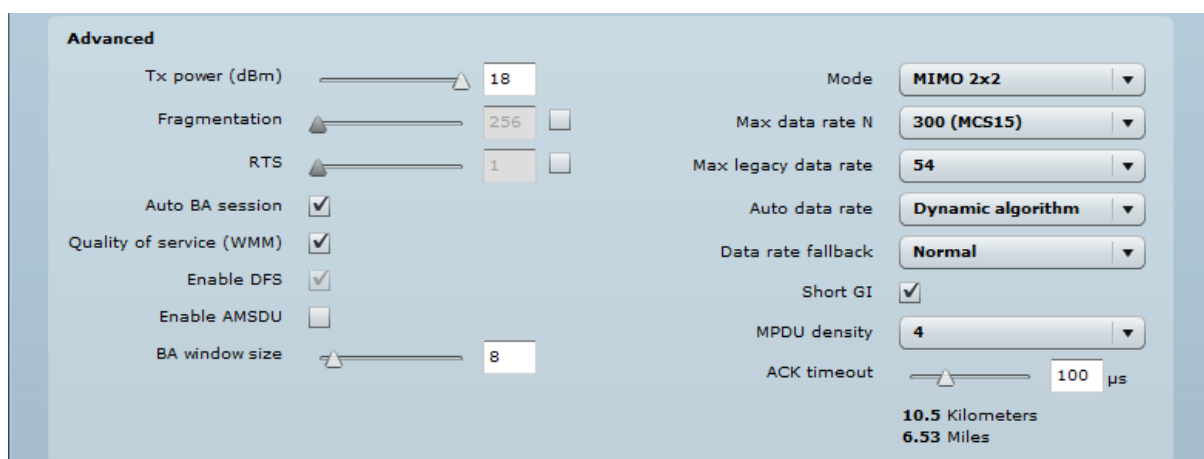 Advanced
Tx power (dBm) 18
Fragmentation 256
RTS 1
Auto BA session
Quality of service (WMM)
Enable DFS
Enable AMSDU
BA window size 8
Mode MIMO 2x2
Max data rate N 300 (MCS15)
Max legacy data rate 54
Auto data rate Dynamic algorithm
Data rate fallback Normal
Short GI
MPDU density 4
ACK timeout 100 µs
10.5 Kilometers
6.53 Miles